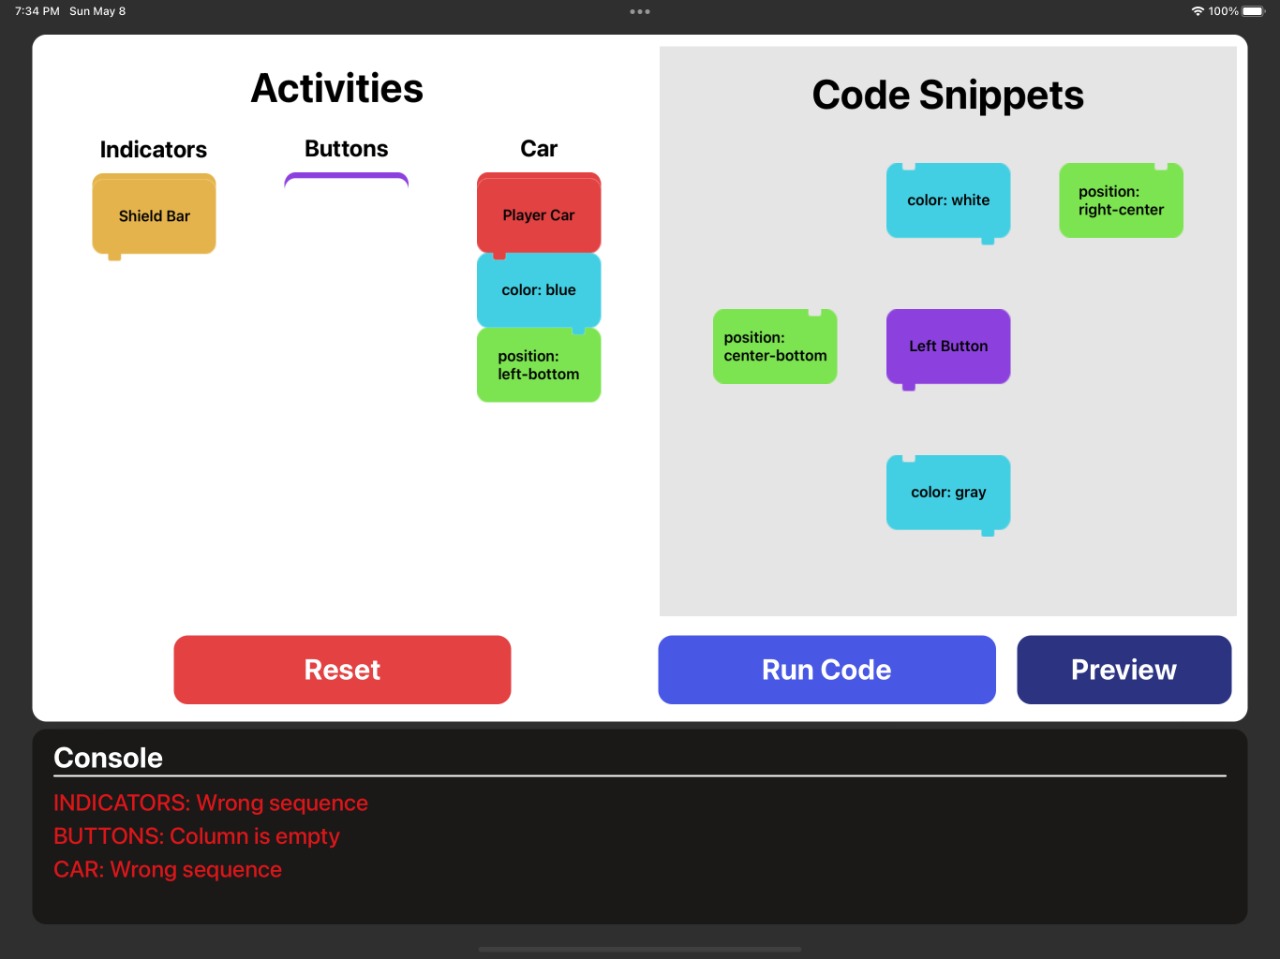 7:34 PM Sun May 8
100%
Activities
Indicators
Buttons
Car
Shield Bar
Player Car
color: blue
position:
left-bottom
Code Snippets
color: white
position:
right-center
position:
center-bottom
Left Button
color: gray
Reset
Run Code
Preview
Console
INDICATORS: Wrong sequence
BUTTONS: Column is empty
CAR: Wrong sequence